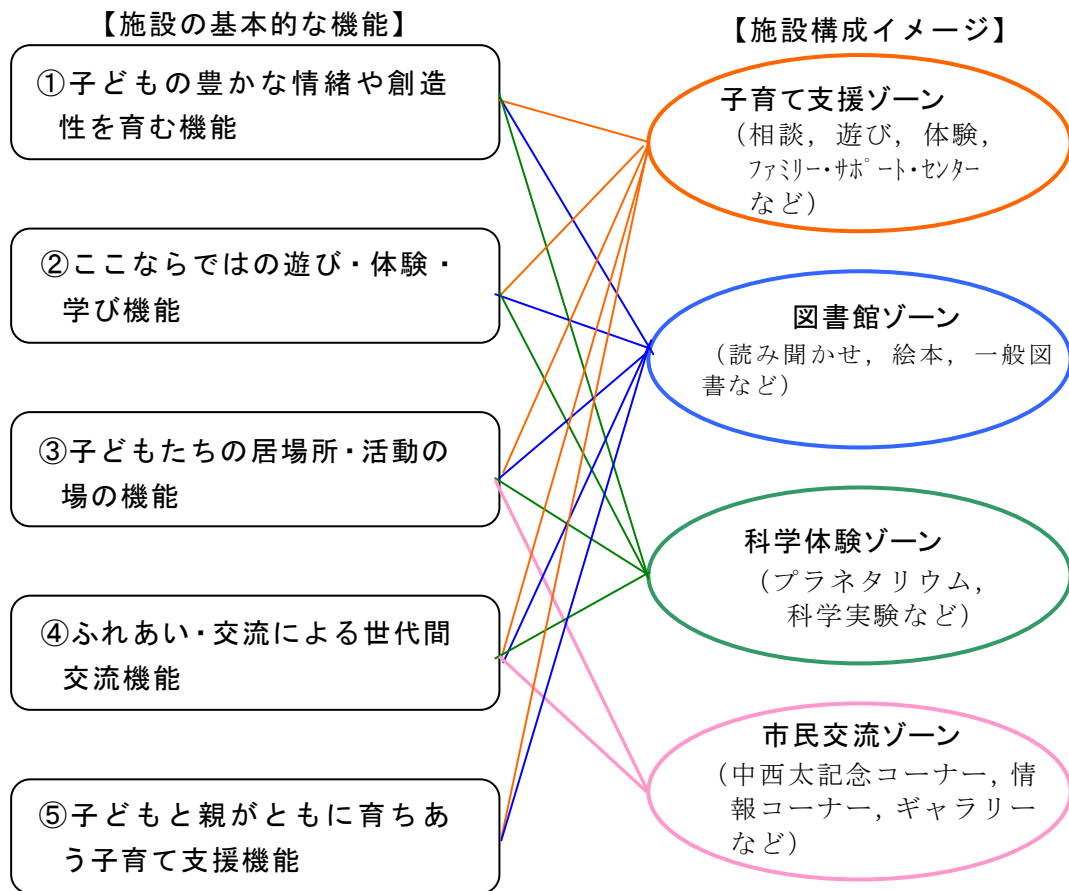 【施設の基本的な機能】
①子どもの豊かな情緒や創造
性を育む機能
②ここならではの遊び・体験・
学び機能
③子どもたちの居場所・活動の
場の機能
④ふれあい・交流による世代間
交流機能
⑤子どもと親がともに育ちあ
う子育て支援機能
【施設構成イメージ】
子育て支援ゾーン
（相談，遊び，体験，
ﾌｧﾐﾘｰ・ｻﾎﾟｰﾄ・ｾﾝﾀｰ
など）
図書館ゾーン
（読み聞かせ，絵本，一般図
書など）
科学体験ゾーン
（プラネタリウム，
科学実験など）
市民交流ゾーン
（中西太記念コーナー，情
報コーナー，ギャラリー
など）